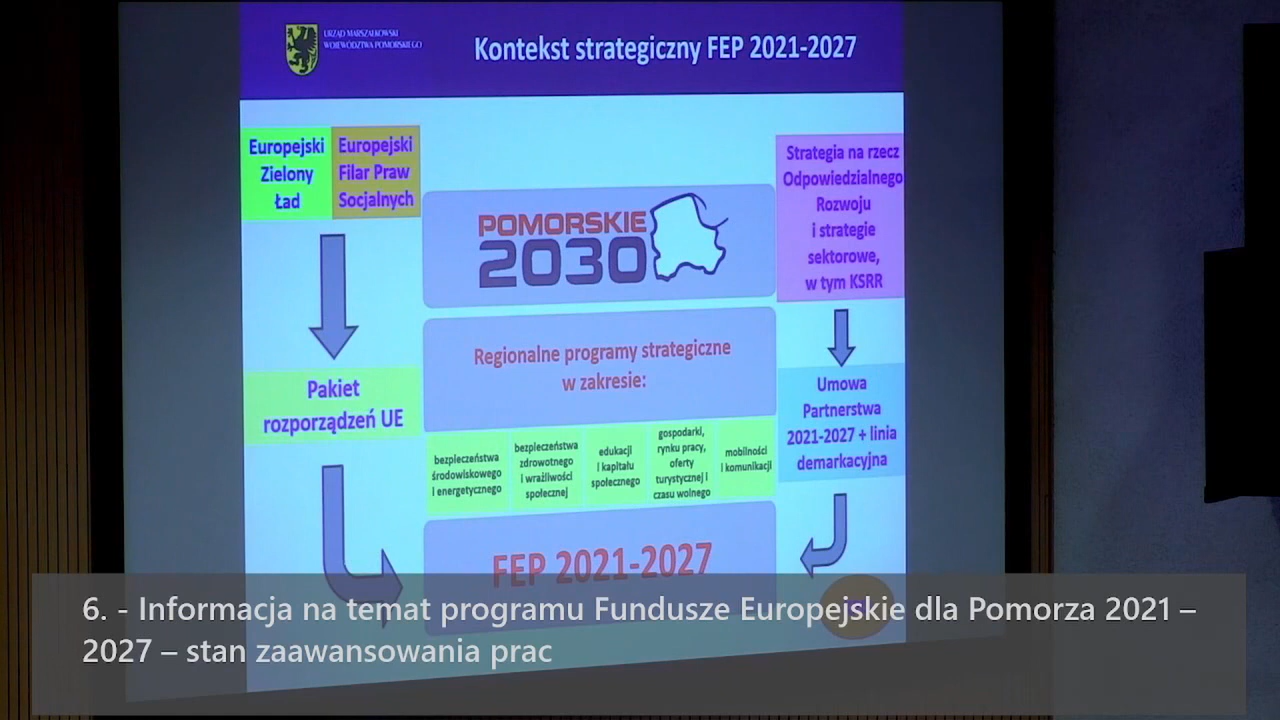 URZĄD MARSZAŁKOWSKI
WOJEWÓDZTWA POMORSKIEGO
Kontekst strategiczny FEP 2021-2027
Europejski
Zielony
Ład
Europejski
Filar Praw
Socjalnych
Pakiet
rozporządzeń UE
POMORSKIE
2030
Regionalne programy strategiczne
w zakresie:
bezpieczeństwa
środowiskowego
i energetycznego
bezpieczeństwa
zdrowotnego
i wrażliwości
społecznej
edukacji
i kapitału
społecznego
gospodarki,
rynku pracy,
oferty
turystycznej i
czasu wolnego
mobilności
i komunikacji
FEP 2021-2027
Strategia na rzecz
Odpowiedzialnego
Rozwoju
i strategie
sektorowe,
w tym KSRR
Umowa
Partnerstwa
2021-2027 + linia
demarkacyjna
6. - Informacja na temat programu Fundusze Europejskie dla Pomorza 2021 –
2027 – stan zaawansowania prac